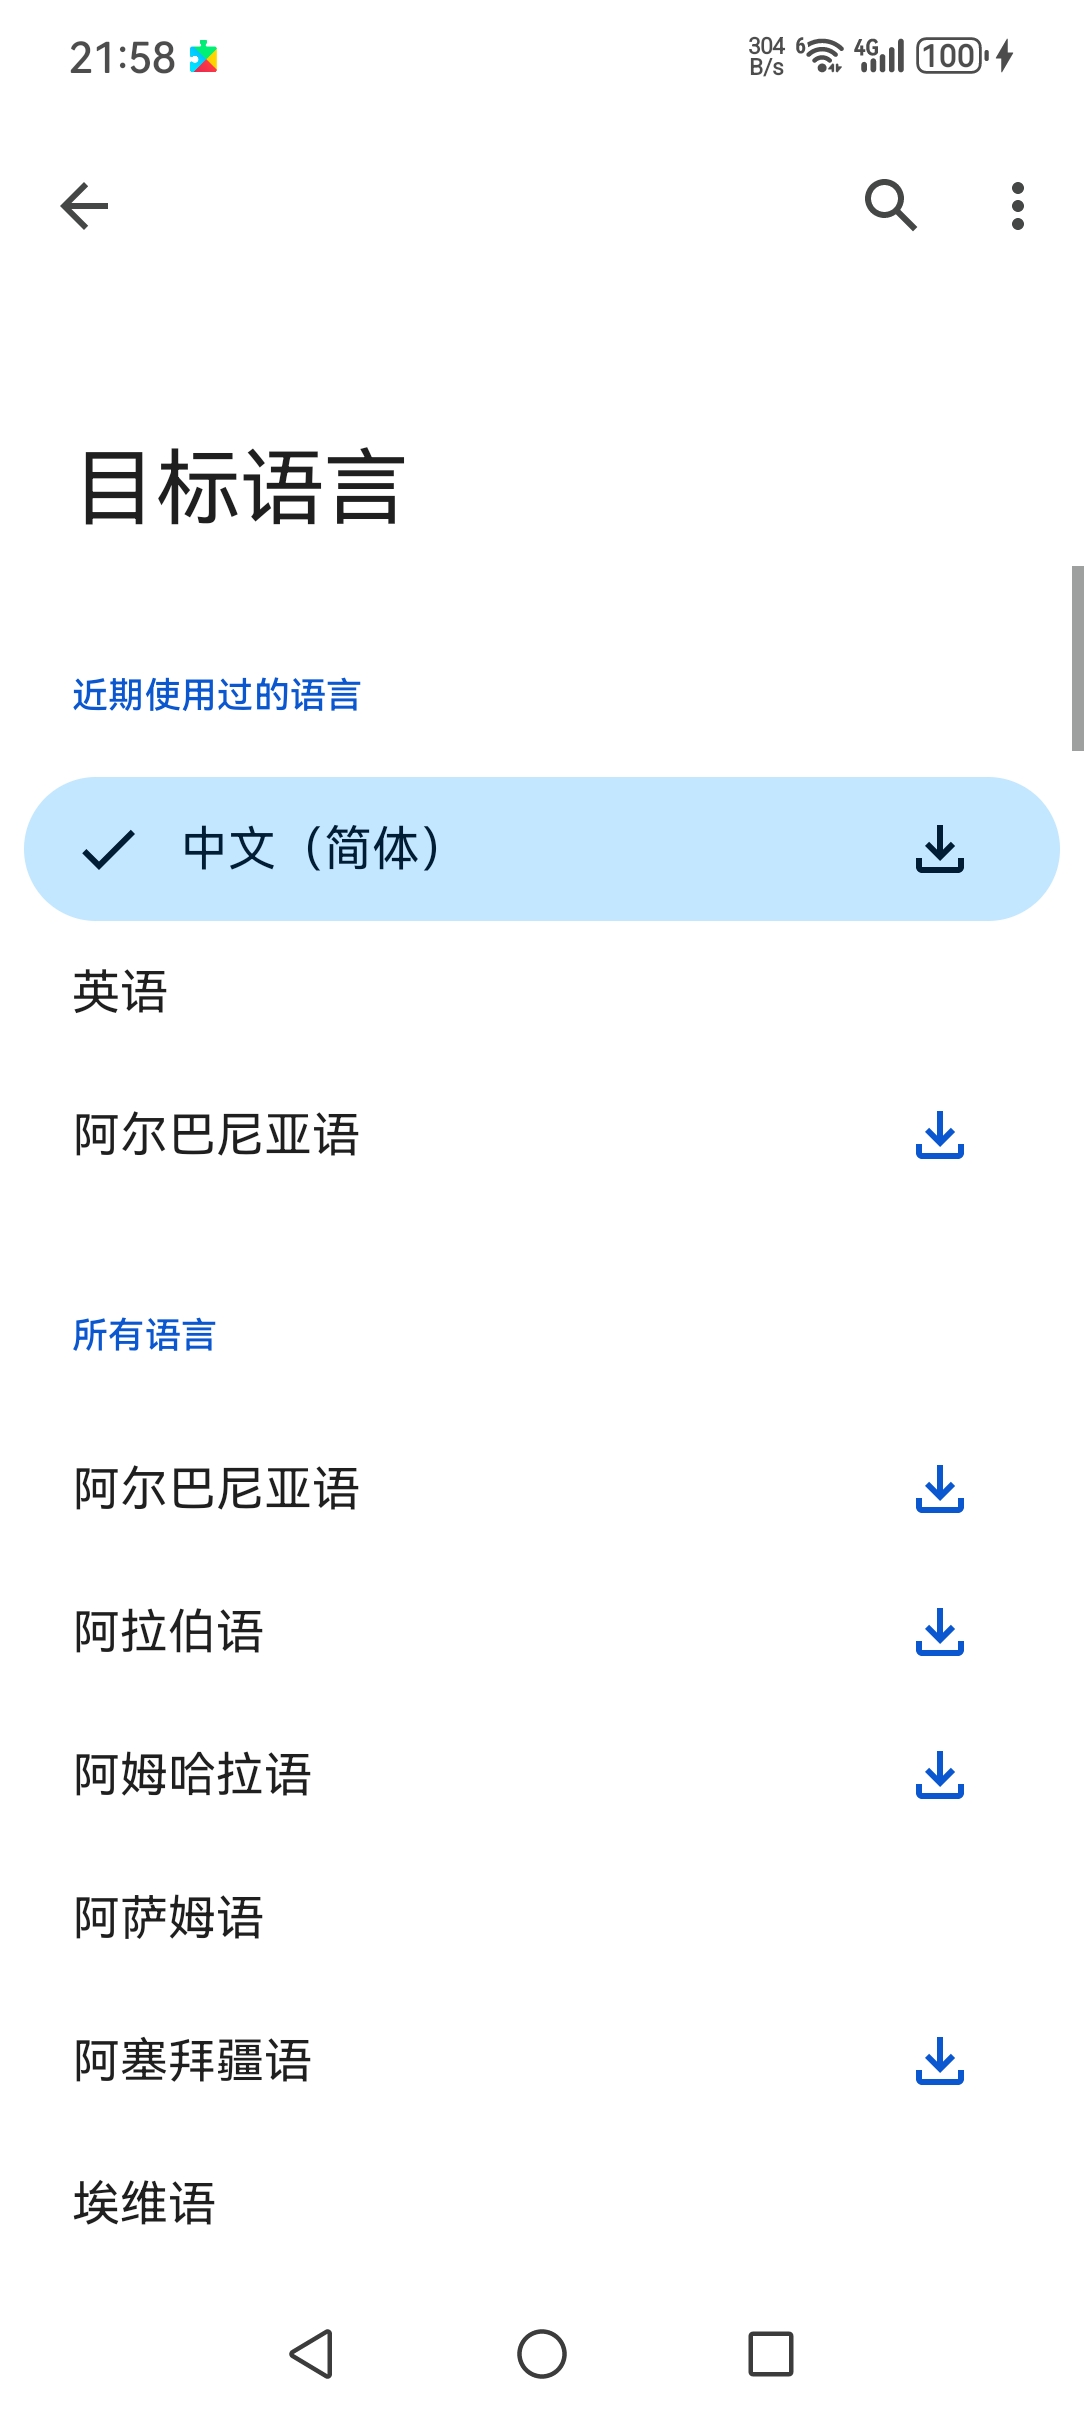 21:58
304 B/s
6
4G
100
目标语言
近期使用过的语言
中文（简体）
英语
阿尔巴尼亚语
所有语言
阿尔巴尼亚语
阿拉伯语
阿姆哈拉语
阿萨姆语
阿塞拜疆语
埃维语